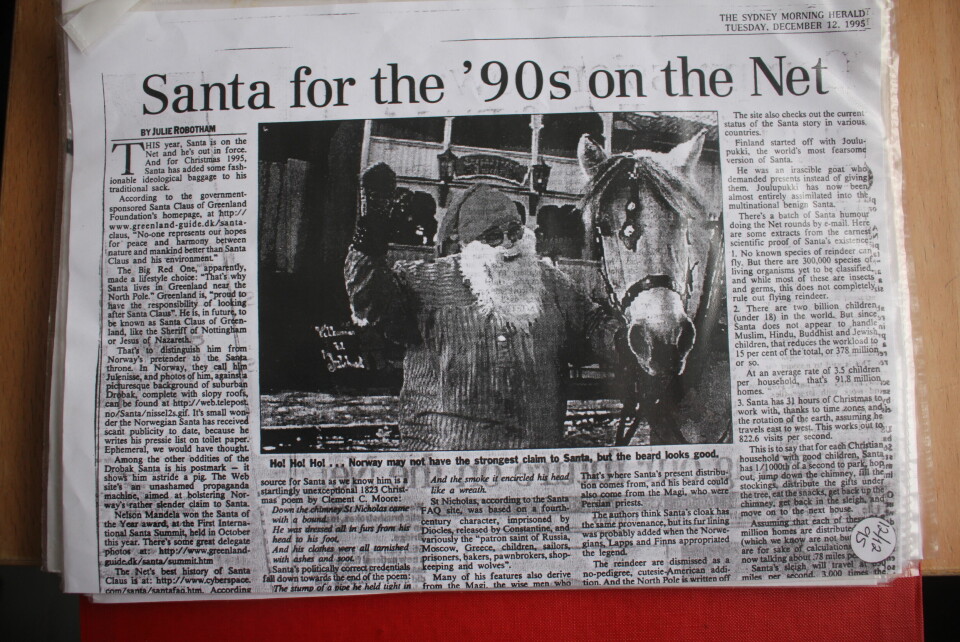 THE SYDNEY MORNING HERALD
TUESDAY, DECEMBER 12, 1995
Santa for the '90s on the Net
BY JULIE ROBOTHAM
THIS year, Santa is on the
Net and he's out in force.
And for Christmas 1995,
Santa has added some fash-
ionable ideological baggage to his
traditional sack.
According to the government-
sponsored Santa Claus of Greenland
Foundation's homepage, at http://
www.greenland-guide.dk/santa-
claus, "No-one represents our hopes
for peace and harmony between
nature and mankind better than Santa
Claus and his environment."
The Big Red One, apparently,
made a lifestyle choice: "That's why
Santa lives in Greenland near the
North Pole." Greenland is, "proud to
have the responsibility of looking
after Santa Claus". He is, in future, to
be known as Santa Claus of Green-
land, like the Sheriff of Nottingham
or Jesus of Nazareth.
That's to distinguish him from
Norway's pretender to the Santa
throne. In Norway, they call him
Julenisse, and photos of him, against a
picturesque background of suburban
Drobak, complete with slopy roofs,
can be found at http://web.telepost.
no/Santa/nissel2s.gif. It's small won-
der the Norwegian Santa has received
scant publicity to date, because he
writes his pressie list on toilet paper.
Ephemeral, we would have thought.
Among the other oddities of the
Drobak Santa is his postmark — it
shows him astride a pig. The Web
site's an unashamed propaganda
machine, aimed at bolstering Nor-
way's rather slender claim to Santa.
Nelson Mandela won the Santa of
the Year award, at the First Interna-
tional Santa Summit, held in October
this year. There's some great delegate
photos at: http://www.greenland-
guide.dk/santa/summit.htm
The Net's best history of Santa
Claus is at: http://www.cyberspace.
com/santa/santafaq.htm. According
Ho! Ho! Ho! . . . Norway may not have the strongest claim to Santa, but the beard looks good.
source for Santa as we know him is a
startlingly unexceptional 1823 Christ-
mas poem by Clement C. Moore:
Down the chimney St Nicholas came
with a bound.
He was dressed all in fur from his
head to his foot,
And his clothes were all tarnished
with ashes and soot.
Santa's politically correct credentials
fall down towards the end of the poem:
The stump of a pipe he held tight in
And the smoke it encircled his head
like a wreath.
St Nicholas, according to the Santa
FAQ site, was based on a fourth-
century character, imprisoned by
Diocles, released by Constantine, and
variously the "patron saint of Russia,
Moscow, Greece, children, sailors,
prisoners, bakers, pawnbrokers, shop-
keeping and wolves".
Many of his features also derive
from the Magi, the wise men who
That's where Santa's present distribu-
tion comes from, and his beard could
also come from the Magi, who were
Persian priests.
The authors think Santa's cloak has
the same provenance, but its fur lining
was probably added when the Norwe-
gians, Lapps and Finns appropriated
the legend.
The reindeer are dismissed as a
no-pedigree, cutesie-American addi-
tion. And the North Pole is written off
The site also checks out the current
status of the Santa story in various
countries.
Finland started off with Joulu-
pukki, the world's most fearsome
version of Santa.
He was an irascible goat who
demanded presents instead of giving
them. Joulupukki has now been
almost entirely assimilated into the
multinational benign Santa.
There's a batch of Santa humour
doing the Net rounds by e-mail. Here
are some extracts from the earnest
scientific proof of Santa's existence:
1. No known species of reindeer can
fly. But there are 300,000 species of
living organisms yet to be classified,
and while most of these are insects
and germs, this does not completely
rule out flying reindeer.
2. There are two billion children
(under 18) in the world. But since
Santa does not appear to handle
Muslim, Hindu, Buddhist and Jewish
children, that reduces the workload to
15 per cent of the total, or 378 million
or so.
At an average rate of 3.5 children
per household, that's 91.8 million
homes.
3. Santa has 31 hours of Christmas to
work with, thanks to time zones and
the rotation of the earth, assuming he
travels east to west. This works out to
822.6 visits per second.
This is to say that for each Christian
household with good children, Santa
has 1/1000th of a second to park, hop
out, jump down the chimney, fill the
stockings, distribute the gifts under
the tree, eat the snacks, get back up the
chimney, get back in the sleigh, and
move on to the next house.
Assuming that each of the
million homes are distributed
(which we know are not but
are for sake of calculations
now talking about .78 miles
Santa's sleigh will travel at
miles per second, 3,000 times the
12/12
95